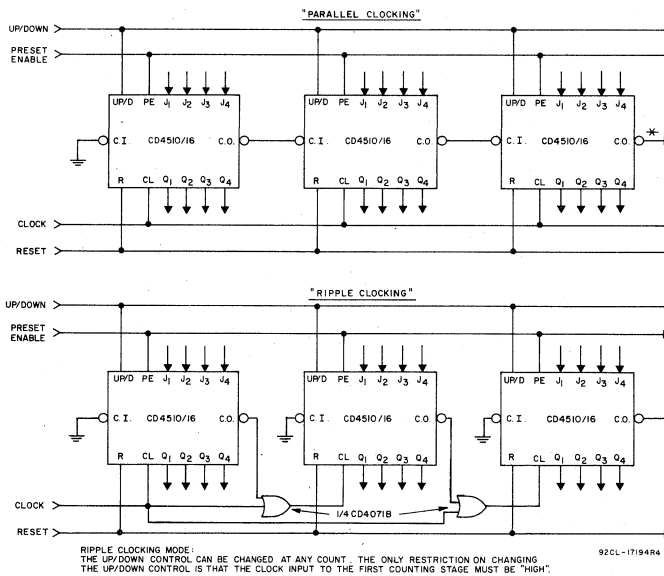 "PARALLEL CLOCKING"
UP/DOWN
PRESET
ENABLE
UP/D PE J1 J2 J3 J4
UP/D PE J1 J2 J3 J4
UP/D PE J1 J2 J3 J4
C.I. CD4510/16 C.O.
C.I. CD4510/16 C.O.
C.I. CD4510/16 C.O.
R CL Q1 Q2 Q3 Q4
R CL Q1 Q2 Q3 Q4
R CL Q1 Q2 Q3 Q4
CLOCK
RESET
"RIPPLE CLOCKING"
UP/DOWN
PRESET
ENABLE
UP/D PE J1 J2 J3 J4
UP/D PE J1 J2 J3 J4
UP/D PE J1 J2 J3 J4
C.I. CD4510/16 C.O.
C.I. CD4510/16 C.O.
C.I. CD4510/16 C.O.
R CL Q1 Q2 Q3 Q4
R CL Q1 Q2 Q3 Q4
R CL Q1 Q2 Q3 Q4
CLOCK
1/4 CD4071B
RESET
92CL-17194R4
RIPPLE CLOCKING MODE:
THE UP/DOWN CONTROL CAN BE CHANGED AT ANY COUNT. THE ONLY RESTRICTION ON CHANGING
THE UP/DOWN CONTROL IS THAT THE CLOCK INPUT TO THE FIRST COUNTING STAGE MUST BE "HIGH".